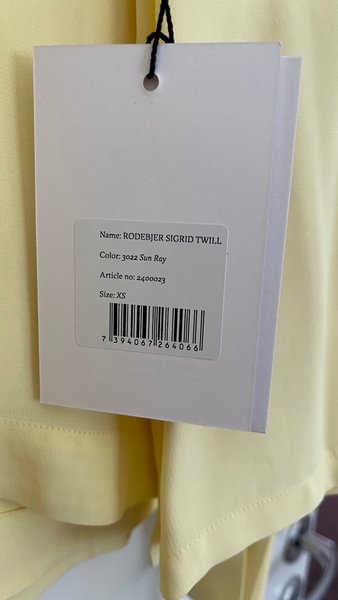 Name: RODEBJER SIGRID TWILL
Color: 3022 Sun Ray
Article no: 2400023
Size: XS
7 394067 264066